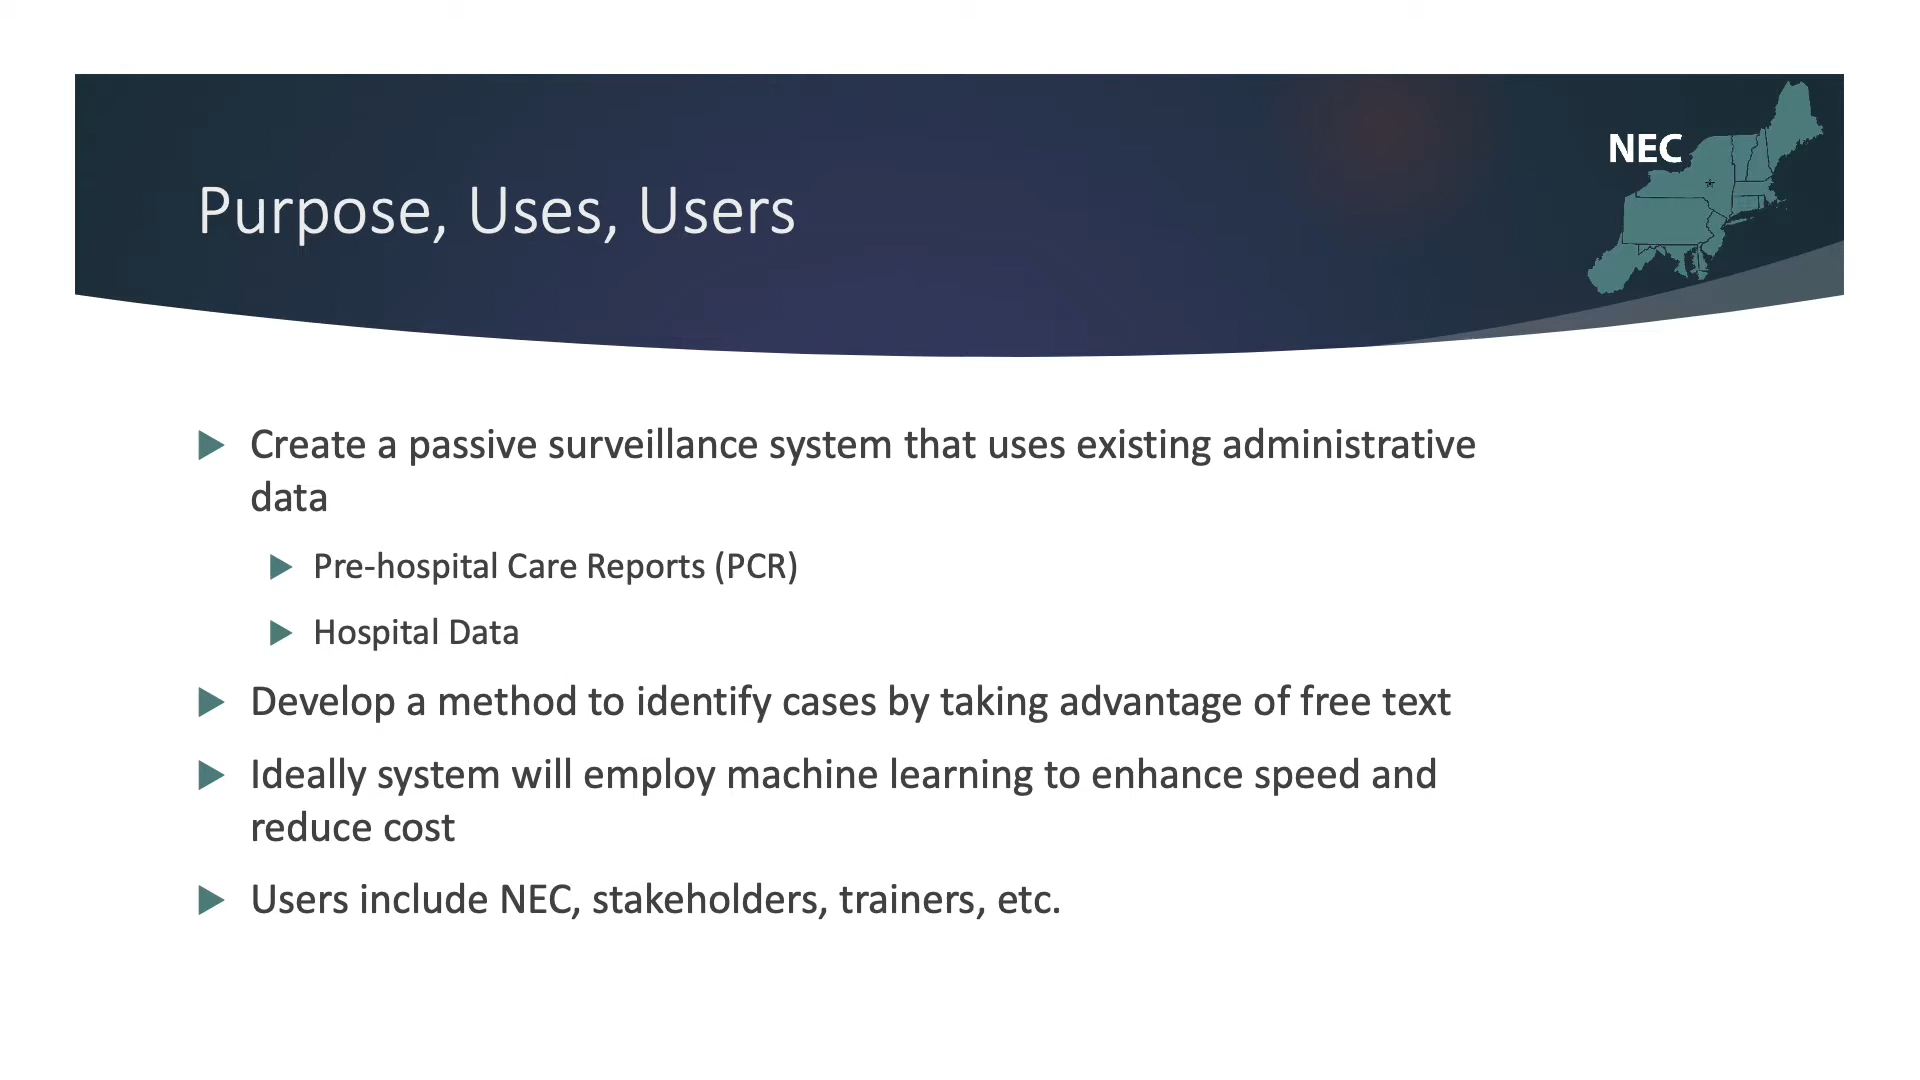 NEC
Purpose, Uses, Users
Create a passive surveillance system that uses existing administrative
data
Pre-hospital Care Reports (PCR)
Hospital Data
Develop a method to identify cases by taking advantage of free text
Ideally system will employ machine learning to enhance speed and
reduce cost
Users include NEC, stakeholders, trainers, etc.